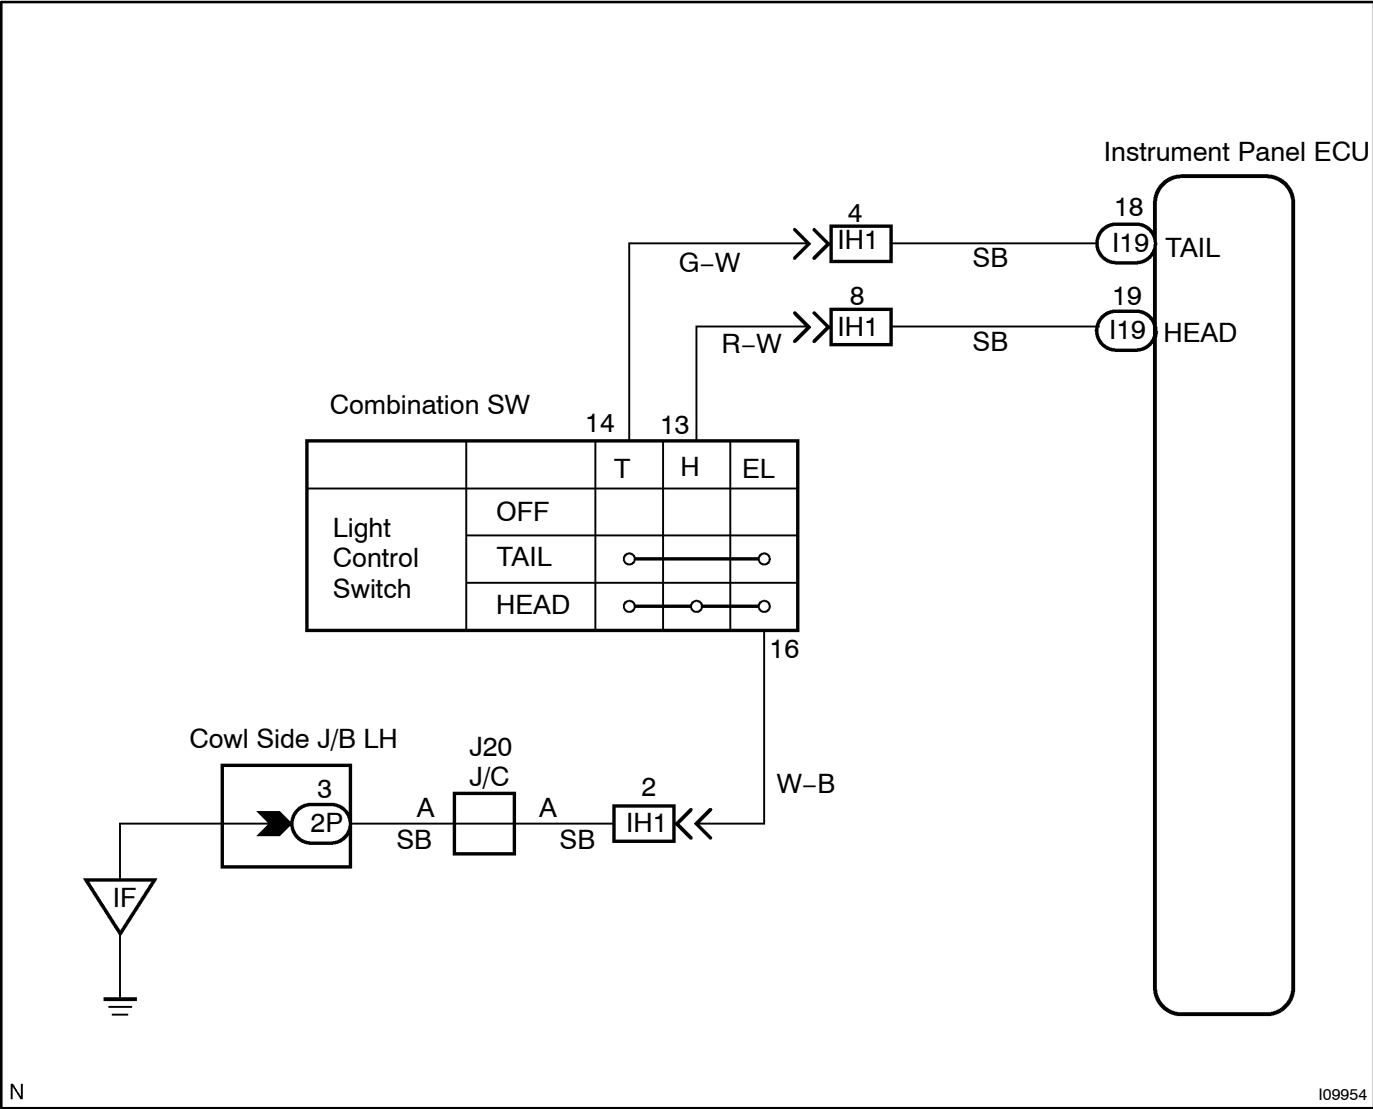 Instrument Panel ECU
18
4
IH1
I19
TAIL
G−W
SB
19
8
IH1
I19
HEAD
R−W
SB
Combination SW
14
13
T
H
EL
OFF
Light
Control
Switch
TAIL
HEAD
16
Cowl Side J/B LH
J20
J/C
3
2
W−B
A
A
2P
IH1
SB
SB
IF
N
I09954